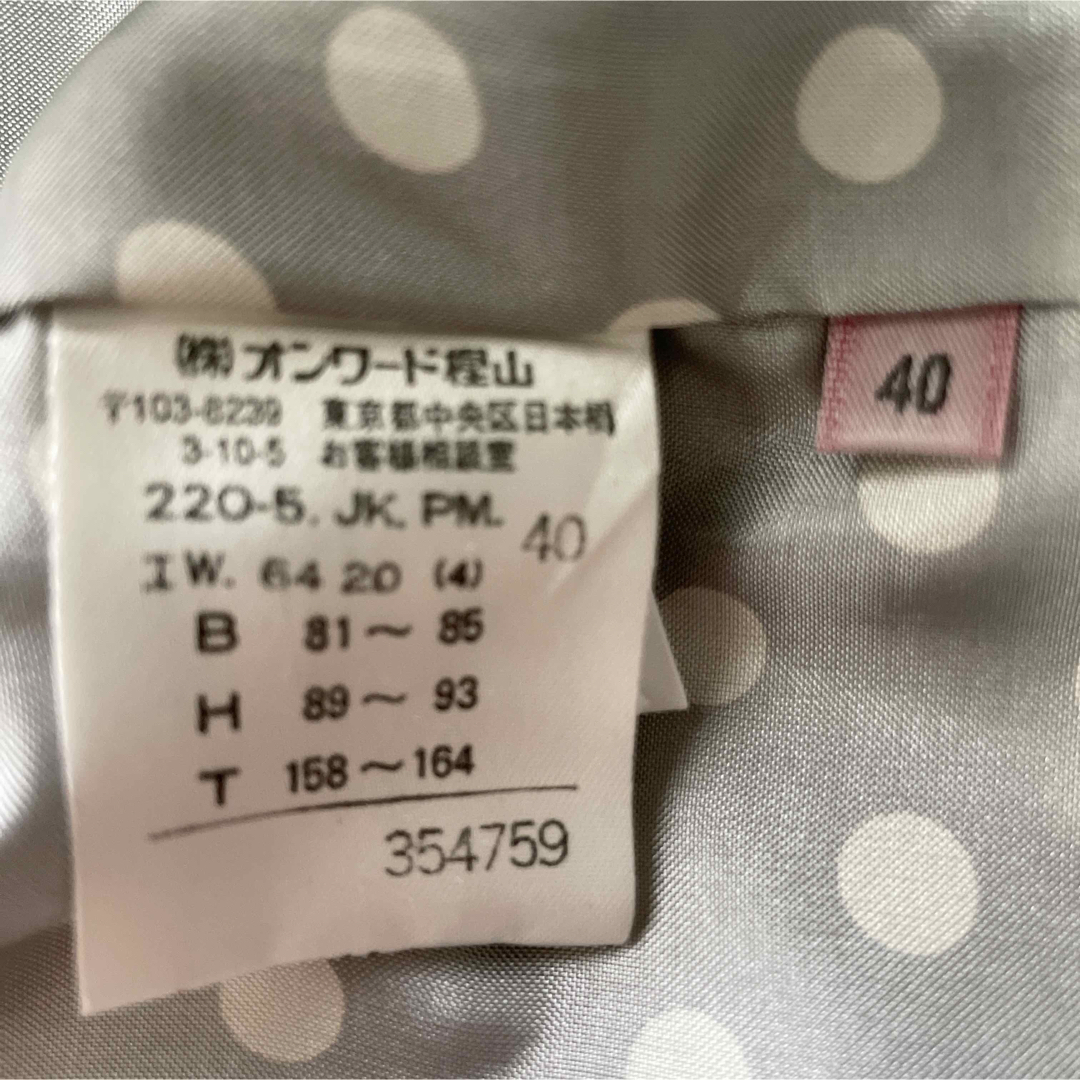 (株)オンワード樫山
〒103-8239 東京都中央区日本橋
3-10-5 お客様相談室
220-5. JK. PM.
40
IW. 64 20 (4)
B 81～85
H 89～93
T 158～164
354759
40